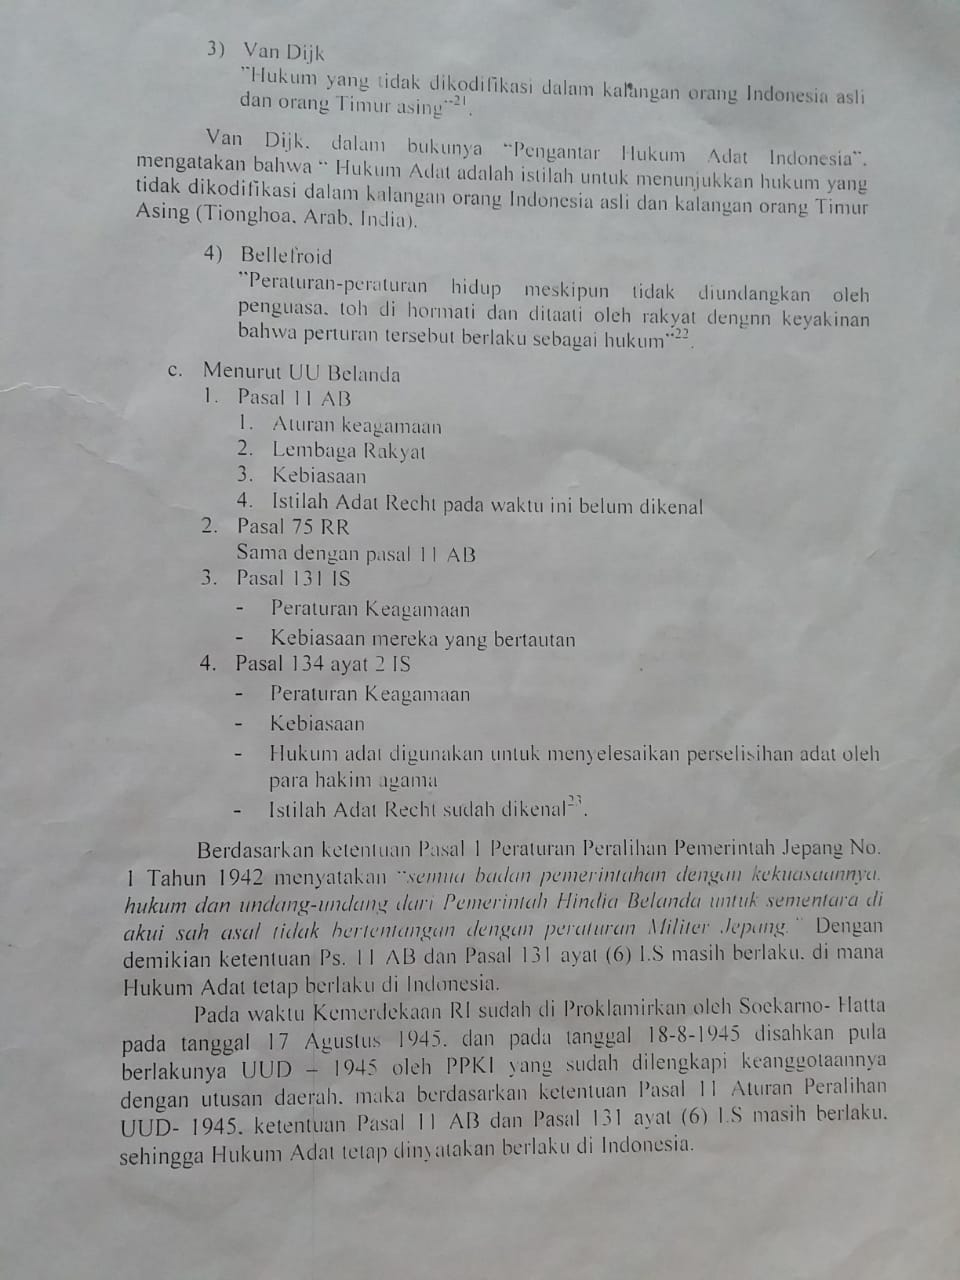 3) Van Dijk
"Hukum yang tidak dikodifikasi dalam kalangan orang Indonesia asli
dan orang Timur asing"21.
Van Dijk, dalam bukunya "Pengantar Hukum Adat Indonesia",
mengatakan bahwa " Hukum Adat adalah istilah untuk menunjukkan hukum yang
tidak dikodifikasi dalam kalangan orang Indonesia asli dan kalangan orang Timur
Asing (Tionghoa, Arab, India).
4) Bellefroid
"Peraturan-peraturan hidup meskipun tidak diundangkan oleh
penguasa, toh di hormati dan ditaati oleh rakyat dengnn keyakinan
bahwa perturan tersebut berlaku sebagai hukum"22.
c. Menurut UU Belanda
1. Pasal 11 AB
1. Aturan keagamaan
2. Lembaga Rakyat
3. Kebiasaan
4. Istilah Adat Recht pada waktu ini belum dikenal
2. Pasal 75 RR
Sama dengan pasal 11 AB
3. Pasal 131 IS
- Peraturan Keagamaan
- Kebiasaan mereka yang bertautan
4. Pasal 134 ayat 2 IS
- Peraturan Keagamaan
- Kebiasaan
- Hukum adat digunakan untuk menyelesaikan perselisihan adat oleh
para hakim agama
- Istilah Adat Recht sudah dikenal23.
Berdasarkan ketentuan Pasal 1 Peraturan Peralihan Pemerintah Jepang No.
1 Tahun 1942 menyatakan "semua badan pemerintahan dengan kekuasaannya,
hukum dan undang-undang dari Pemerintah Hindia Belanda untuk sementara di
akui sah asal tidak bertentangan dengan peraturan Militer Jepang." Dengan
demikian ketentuan Ps. 11 AB dan Pasal 131 ayat (6) I.S masih berlaku, di mana
Hukum Adat tetap berlaku di Indonesia.
Pada waktu Kemerdekaan RI sudah di Proklamirkan oleh Soekarno- Hatta
pada tanggal 17 Agustus 1945, dan pada tanggal 18-8-1945 disahkan pula
berlakunya UUD – 1945 oleh PPKI yang sudah dilengkapi keanggotaannya
dengan utusan daerah, maka berdasarkan ketentuan Pasal 11 Aturan Peralihan
UUD- 1945, ketentuan Pasal 11 AB dan Pasal 131 ayat (6) I.S masih berlaku,
sehingga Hukum Adat tetap dinyatakan berlaku di Indonesia.